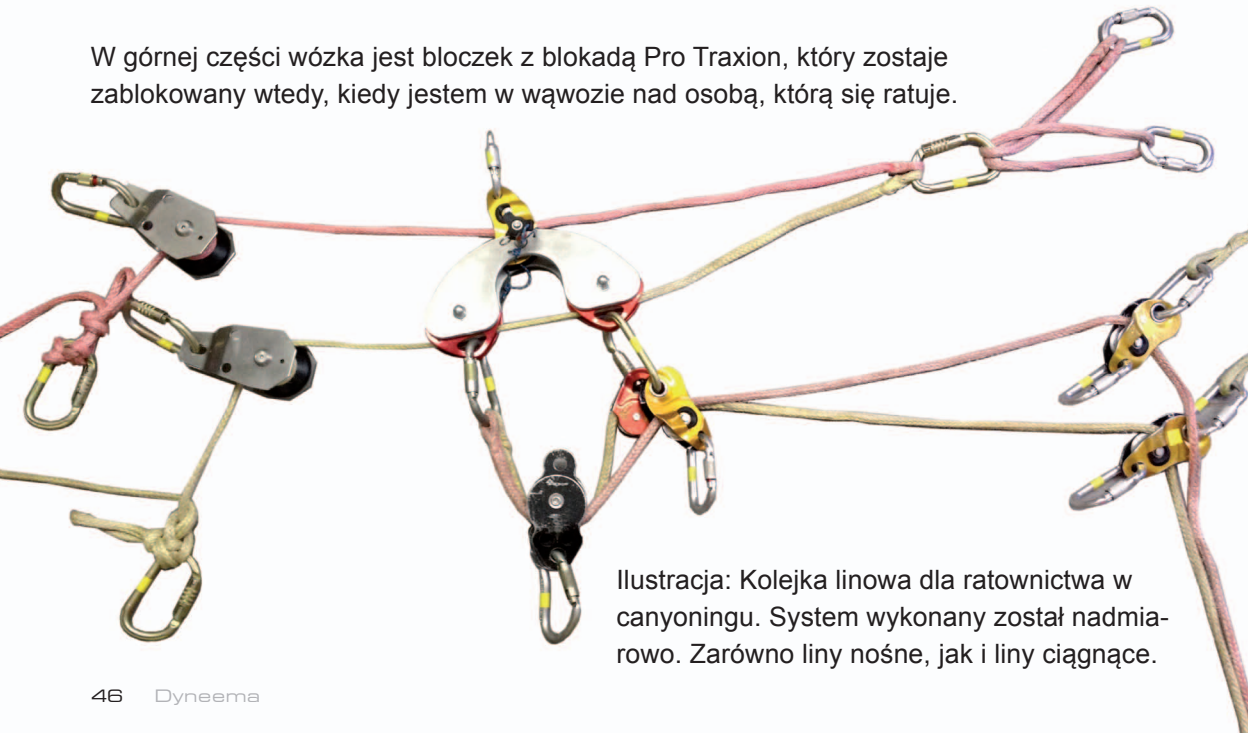 W górnej części wózka jest bloczek z blokadą Pro Traxion, który zostaje
zablokowany wtedy, kiedy jestem w wąwozie nad osobą, którą się ratuje.
Ilustracja: Kolejka linowa dla ratownictwa w
canyoningu. System wykonany został nadmia-
rowo. Zarówno liny nośne, jak i liny ciągnące.
46 Dyneema